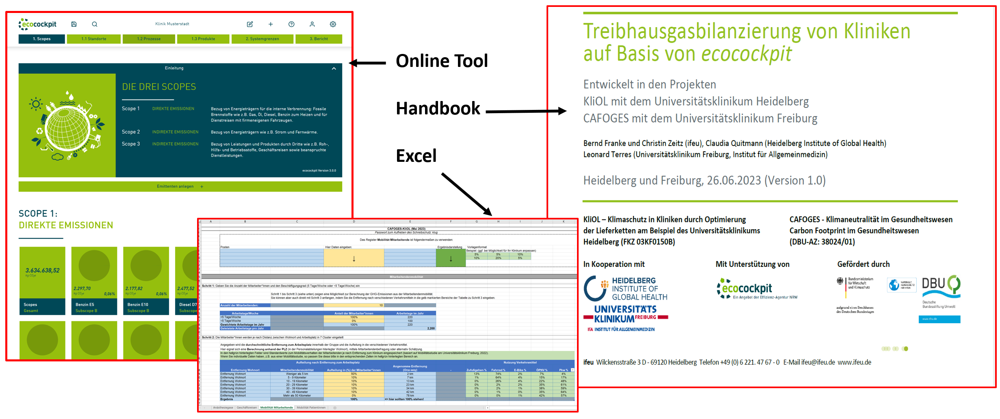 ecocockpit
Klinik Musterstadt
1. Scopes
1.1 Standorte
1.2 Prozesse
1.3 Produkte
2. Systemgrenzen
3. Bericht
Einleitung
DIE DREI SCOPES
Scope 1 DIREKTE EMISSIONEN Bezug von Energieträgern für die interne Verbrennung: Fossile
Brennstoffe wie z.B. Gas, Öl, Diesel, Benzin zum Heizen und für
Dienstreisen mit firmeneigenen Fahrzeugen.
Scope 2 INDIREKTE EMISSIONEN Bezug von Energieträgern wie z.B. Strom und Fernwärme.
Scope 3 INDIREKTE EMISSIONEN Bezug von Leistungen und Produkten durch Dritte wie z.B. Roh-,
Hilfs- und Betriebsstoffe, Geschäftsreisen sowie beanspruchte
Dienstleistungen.
ecocockpit Version 3.0.0
Emittenten anlegen +
SCOPE 1:
DIREKTE EMISSIONEN
3.634.638,52
kg CO₂e
Scopes
Gesamt
2.297,70
kg CO₂e 0,06%
Benzin E5
Subscope B
2.177,82
kg CO₂e 0,06%
Benzin E10
Subscope B
2.477,52
kg CO₂e
Diesel D7
Subscope
Online Tool
Handbook
Excel
A B C D E F G H I J K
CAFOGES-KliOL (Mai 2023)
Passwort zum Aufheben des Schreibschutz: klug
Das Register Mobilität Mitarbeitende ist folgendermaßen zu verwenden:
Posten Hier Daten eingeben: Ergebnisdarstellung Vorlagenformat
Beispiel: (ggf. bei Möglichkeit für Ihr Klinikum anpassen)
5% 5% 10%
10% 20% 5%
↓ ↓
Mitarbeitendenmobilität
Schritt 1: Geben Sie die Anzahl der Mitarbeiter*Innen und den Beschäftigungsgrad (5 Tage/Woche oder <5 Tage/Woche) ein
Schritt 1 bis Schritt 3 (siehe unten) zeigen eine Möglichkeit zur Berechnung der GHG-Emissionen aus der Mitarbeitendenmobilität.
Sie können aber auch direkt mit Schritt 3 anfangen, indem Sie die Entfernung nach verschiedenen Verkehrsmitteln in die gelb markierten Bereiche der Tabelle zu Schritt 3 eingeben.
Anzahl der Mitarbeitenden: 10
Arbeitstage/Woche Anteil der Mitarbeiter*innen Arbeitstage im Jahr
=5 Tage/Woche 100% 220
<5 Tage/Woche 0% 100
Gewichtete Arbeitstage im Jahr 100% 220
Geleistete Arbeitstage pro Jahr 2,200
Schritt 2: Die Mitarbeiter*Innen werden je nach Distanz zwischen Wohnort und Arbeitsplatz in 7 Cluster eingeteilt
Angegeben wird die durchschnittliche Entfernung zum Arbeitsplatz innerhalb der Gruppe und die Aufteilung in die verschiedenen Verkehrsmittel.
Hier eignet sich eine Berechnung anhand der PLZ (in der Personalabteilungen hiterlegter Wohnort), mittels Mitarbeitendenbefragung oder alternativ Schätzung.
In den hellgrün hinterlegten Felder sind Standardwerte zum Mobilitätsverhalten der Mitarbeitenden je nach Entfernung zum Klinikum eingespeichert (basiert auf Mobilitätsstudie am Universitätsklinikum Freiburg, 2022).
Wenn Sie individuelle Daten haben, z.B. aus einer Mobilitätsstudie, so passen Sie diese bitte in den entsprechenden Zellen im hellgrün hinterlegten Bereich an.
Aufteilung nach Entfernung zum Arbeitsplatz Nutzung Verkehrsmittel
Entfernung Wohnort Mitarbeitendenmobilität Aufteilung in (%) der Mitarbeiter*innen Angenomme Entfernung (One-way) - Zufußgehen % Fahrrad % E-Bike % ÖPNV % Pkw %
Entfernung Wohnort Weniger als 5 km 50% 2 km 13% 74% 2% 7% 4%
Entfernung Wohnort 5 - 9 Kilometer 10% 7 km 1% 64% 4% 15% 17%
Entfernung Wohnort 10 - 19 Kilometer 10% 13 km 0% 26% 4% 22% 48%
Entfernung Wohnort 20 - 29 Kilometer 10% 23 km 0% 2% 2% 35% 61%
Entfernung Wohnort 30 - 39 Kilometer 10% 34 km 0% 2% 1% 38% 59%
Entfernung Wohnort 40 - 49 Kilometer 10% 42 km 0% 1% 0% 35% 64%
Entfernung Wohnort Mehr als 50 Kilometer 0% 78 km 0% 0% 1% 42% 57%
Ergebnis 100% => hier sollten 100% stehen!
Anästhesiegase Geschäftsreisen Mobilität Mitarbeitende Mobilität Patientinnen
Treibhausgasbilanzierung von Kliniken
auf Basis von ecocockpit
Entwickelt in den Projekten
KliOL mit dem Universitätsklinikum Heidelberg
CAFOGES mit dem Universitätsklinikum Freiburg
Bernd Franke und Christin Zeitz (ifeu), Claudia Quitmann (Heidelberg Institute of Global Health)
Leonard Terres (Universitätsklinikum Freiburg, Institut für Allgemeinmedizin)
Heidelberg und Freiburg, 26.06.2023 (Version 1.0)
KliOL – Klimaschutz in Kliniken durch Optimierung
der Lieferketten am Beispiel des Universitätsklinikums
Heidelberg (FKZ 03KF0150B)
CAFOGES - Klimaneutralität im Gesundheitswesen
Carbon Footprint im Gesundheitswesen
(DBU-AZ: 38024/01)
In Kooperation mit
HEIDELBERG
INSTITUTE OF
GLOBAL HEALTH
UNIVERSITÄTS
KLINIKUM FREIBURG
IfA INSTITUT FÜR ALLGEMEINMEDIZIN
Mit Unterstützung von
ecocockpit
Ein Angebot der Effizienz-Agentur NRW
Gefördert durch
Bundesministerium
für Wirtschaft
und Klimaschutz
aufgrund eines Beschlusses
des Deutschen Bundestages
NATIONALE
KLIMASCHUTZ
INITIATIVE
DBU
Deutsche
Bundesstiftung Umwelt
www.dbu.de
ifeu Wilckensstraße 3 D - 69120 Heidelberg Telefon +49 (0) 6 221. 47 67 - 0 E-Mail ifeu@ifeu.de www.ifeu.de